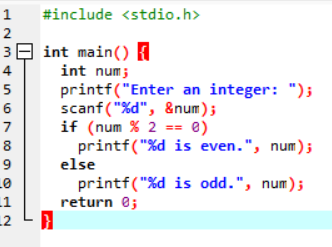 1 #include <stdio.h>
2
3 int main() {
4   int num;
5   printf("Enter an integer: ");
6   scanf("%d", &num);
7   if (num % 2 == 0)
8     printf("%d is even.", num);
9   else
10     printf("%d is odd.", num);
11   return 0;
12 }